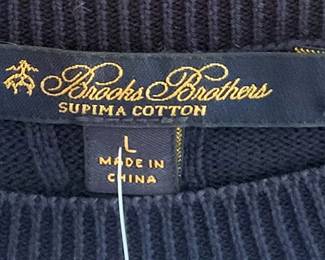 Brooks Brothers
SUPIMA COTTON
L
MADE IN
CHINA